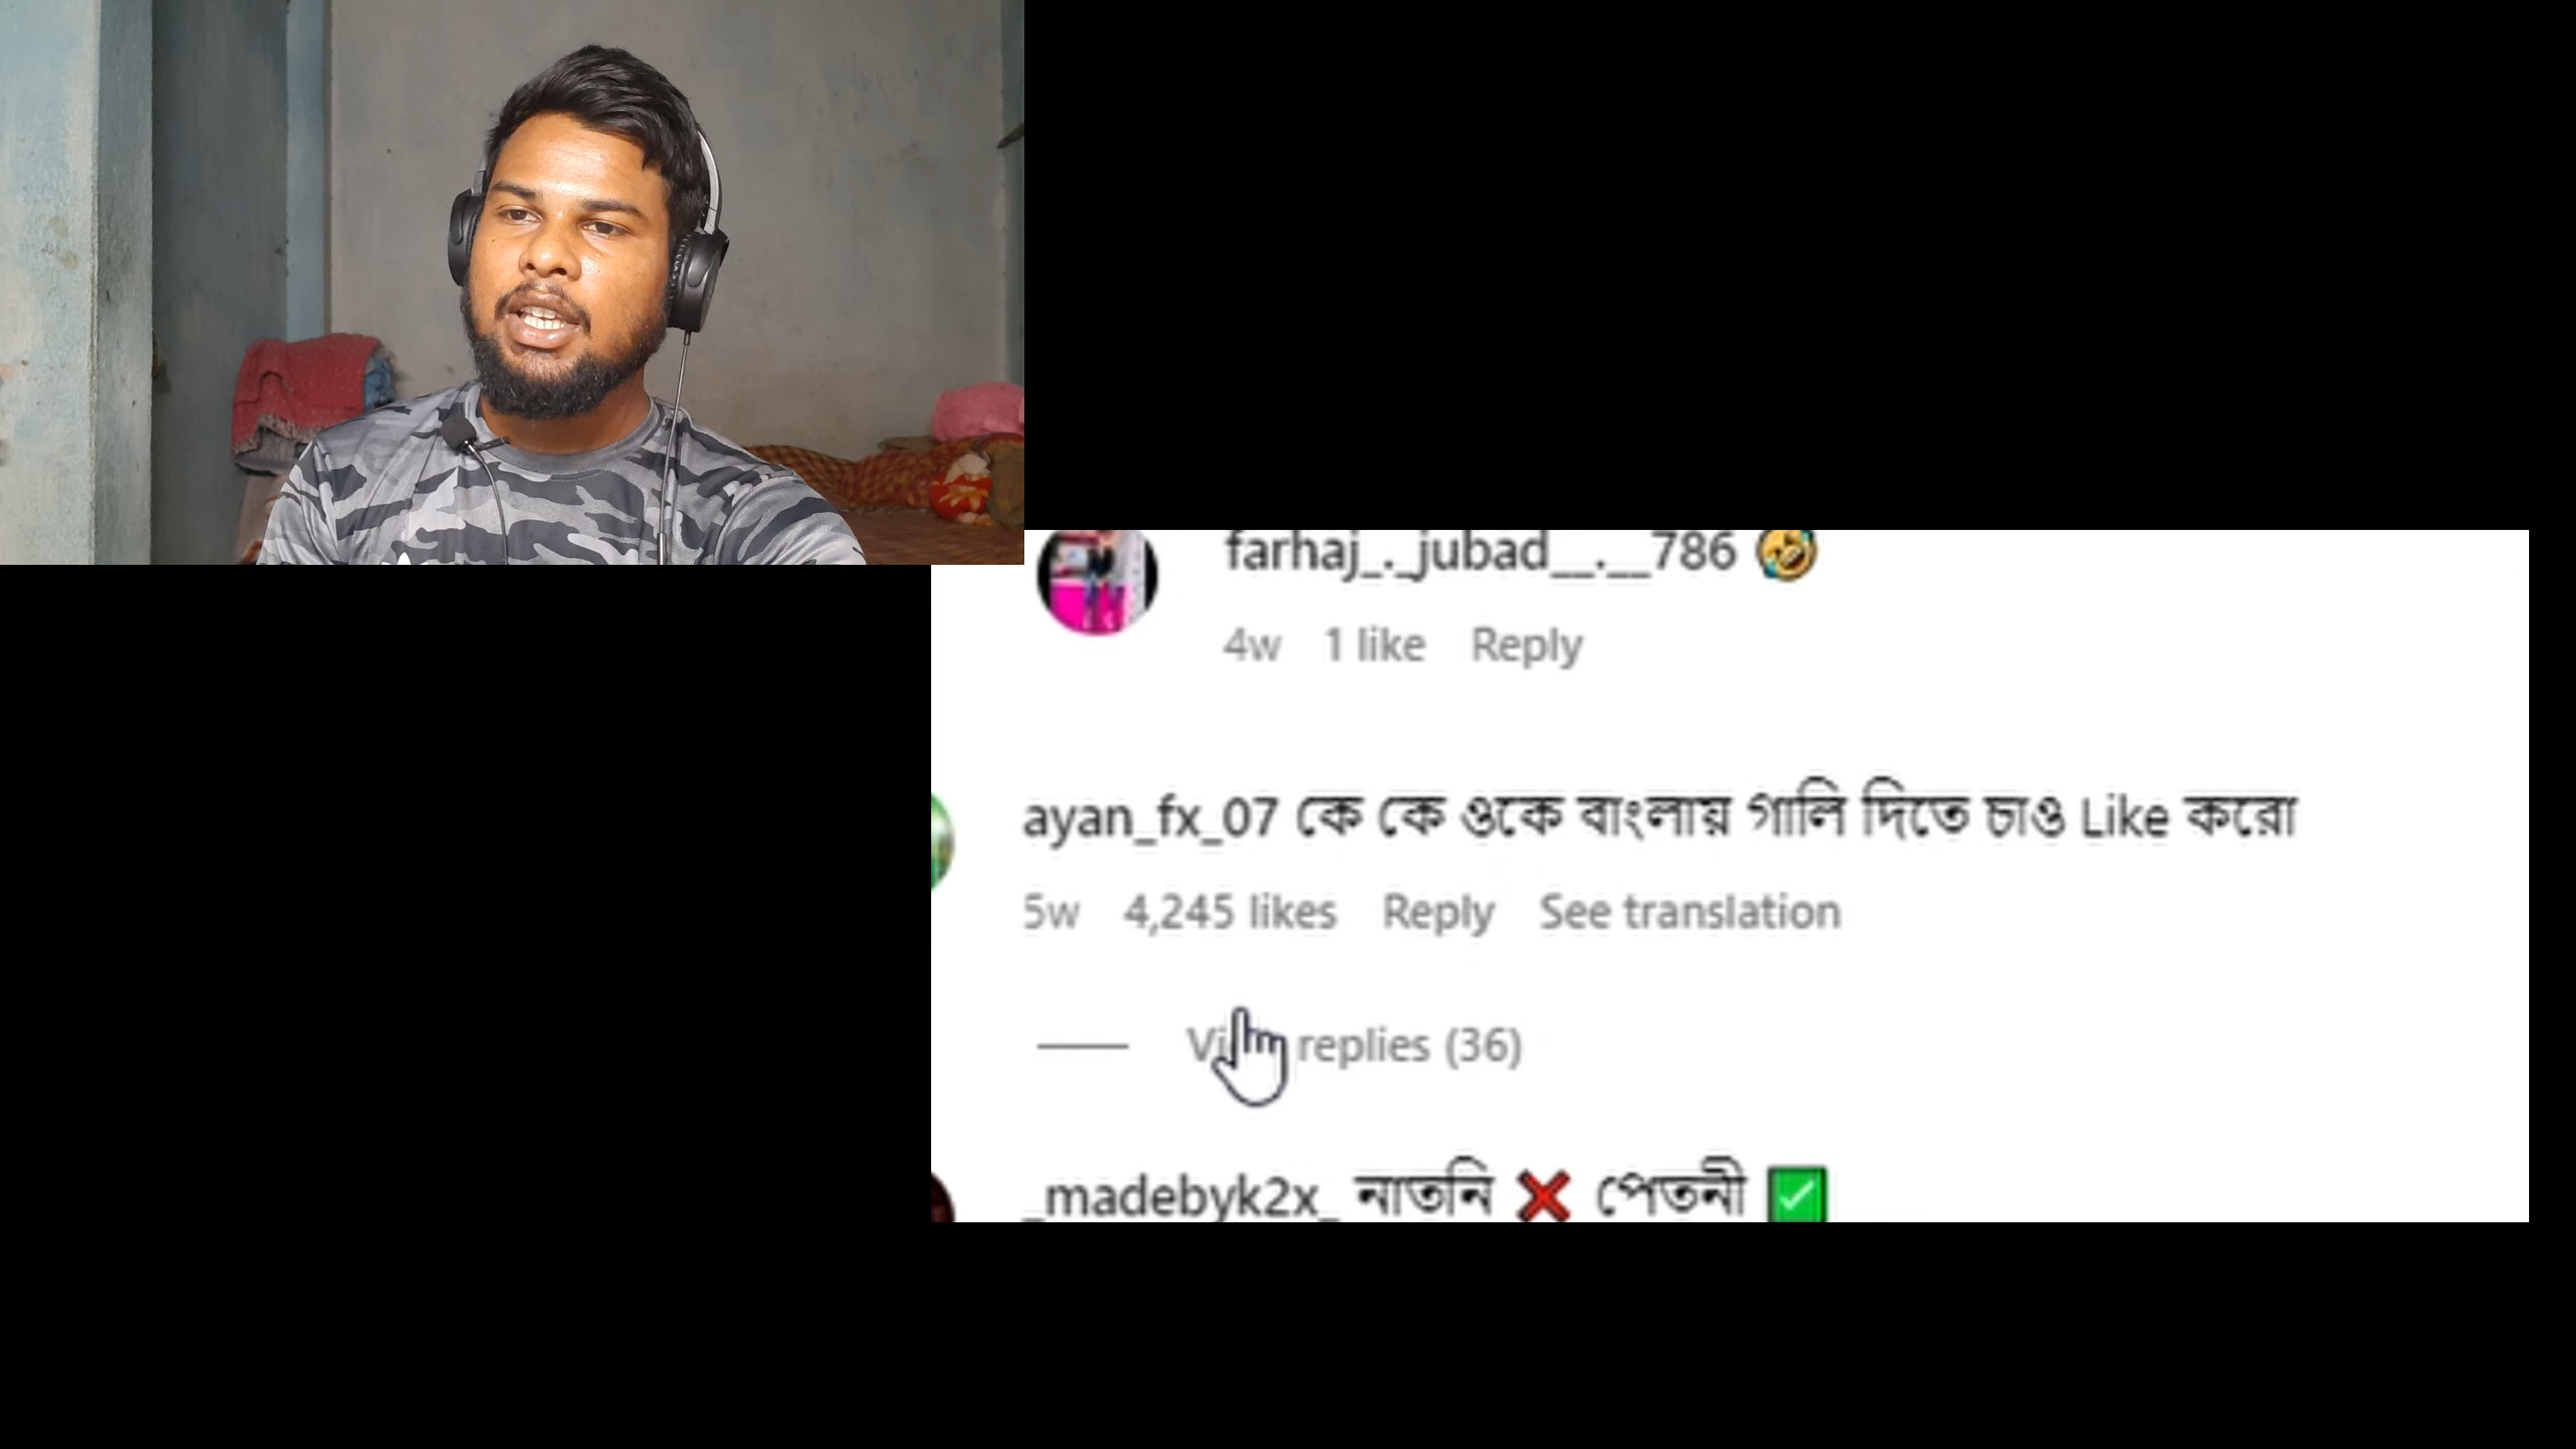 farhaj_._jubad__.__786 🤣
4w 1 like Reply
ayan_fx_07 কে কে ওকে বাংলায় গালি দিতে চাও Like করো
5w 4,245 likes Reply See translation
replies (36)
_madebyk2x_ নাতনি ❌ পেতনী ✅